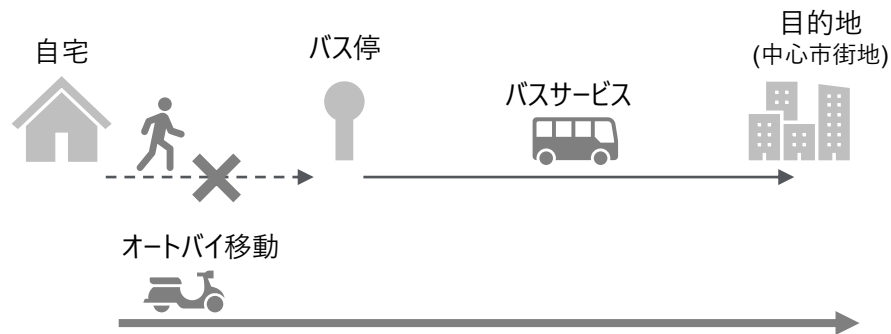 自宅
バス停
バスサービス
目的地
(中心市街地)
オートバイ移動